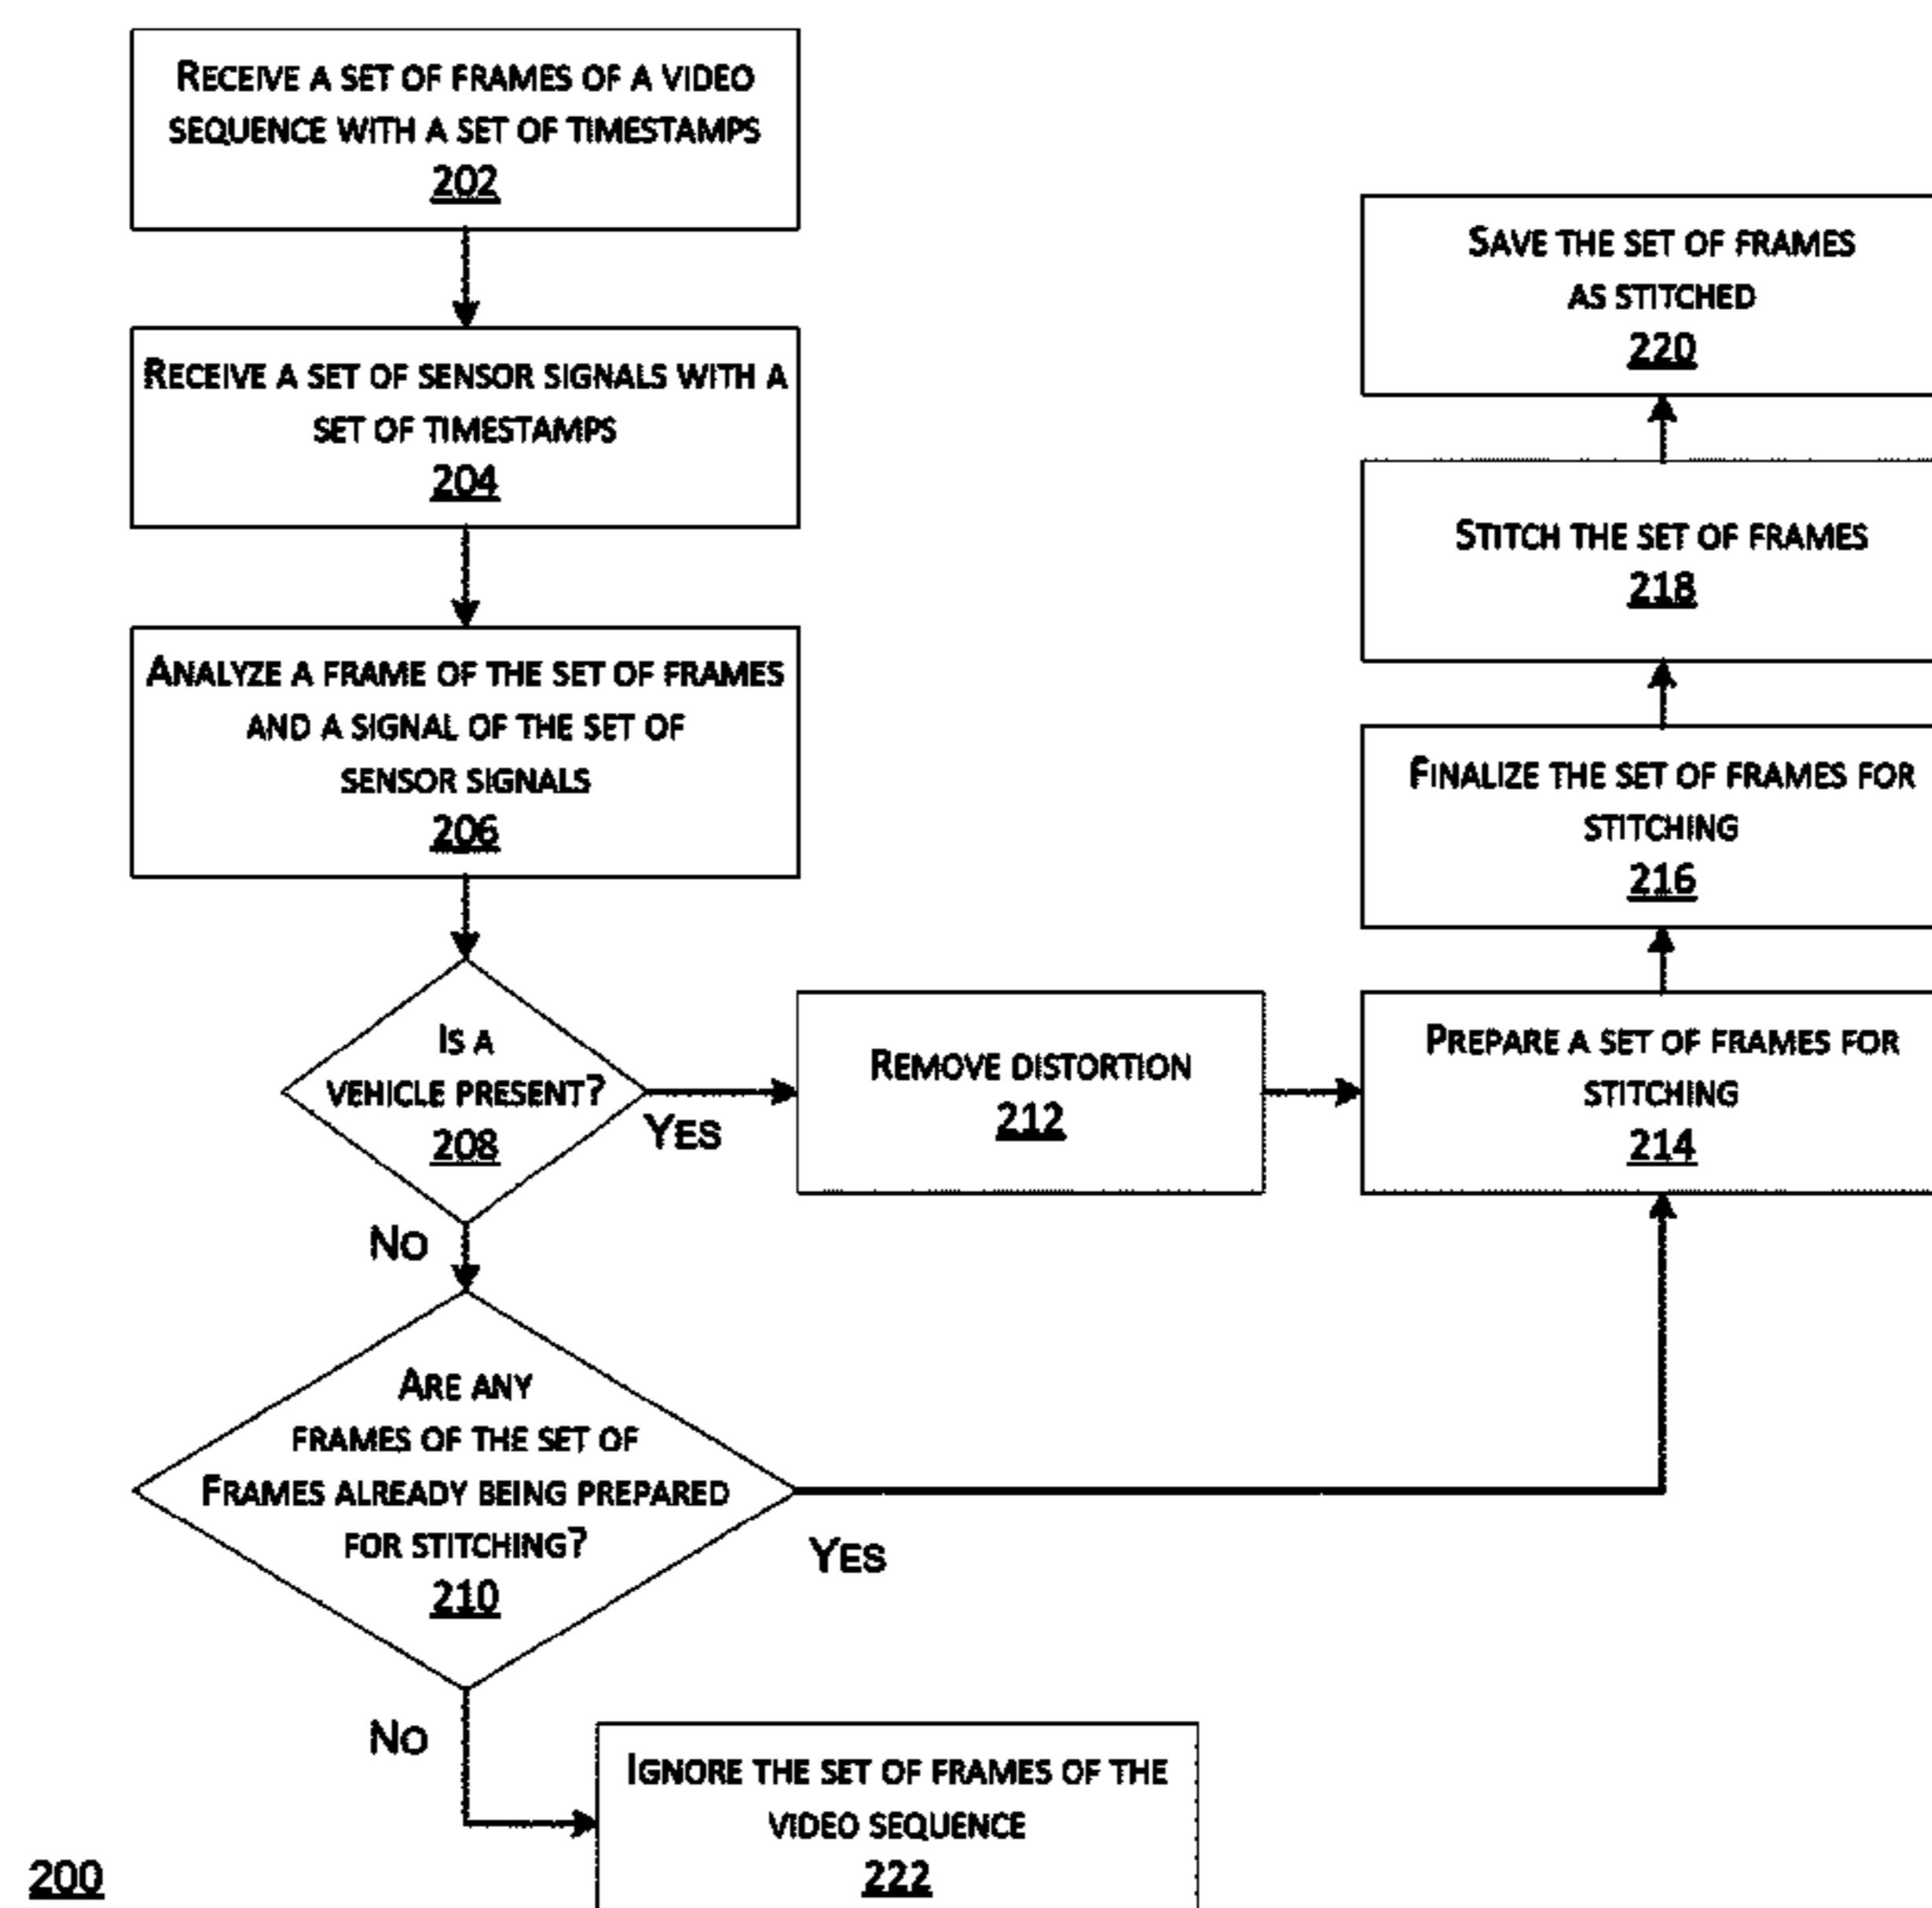 RECEIVE A SET OF FRAMES OF A VIDEO
SEQUENCE WITH A SET OF TIMESTAMPS
202
RECEIVE A SET OF SENSOR SIGNALS WITH A
SET OF TIMESTAMPS
204
ANALYZE A FRAME OF THE SET OF FRAMES
AND A SIGNAL OF THE SET OF
SENSOR SIGNALS
206
IS A
VEHICLE PRESENT?
208
YES
NO
ARE ANY
FRAMES OF THE SET OF
FRAMES ALREADY BEING PREPARED
FOR STITCHING?
210
YES
NO
IGNORE THE SET OF FRAMES OF THE
VIDEO SEQUENCE
222
REMOVE DISTORTION
212
PREPARE A SET OF FRAMES FOR
STITCHING
214
FINALIZE THE SET OF FRAMES FOR
STITCHING
216
STITCH THE SET OF FRAMES
218
SAVE THE SET OF FRAMES
AS STITCHED
220
200